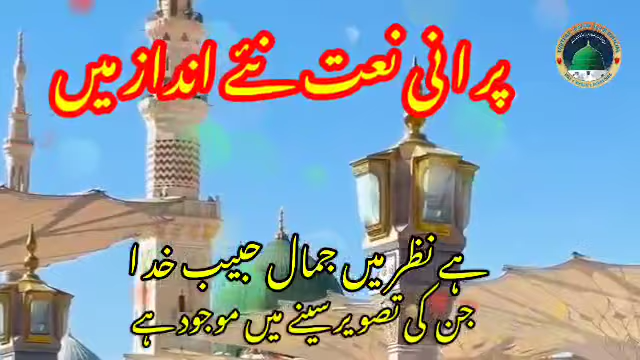 پرانی نعت نئے انداز میں
ہے نظر میں جمال حبیب خدا
جن کی تصویر سینے میں موجود ہے